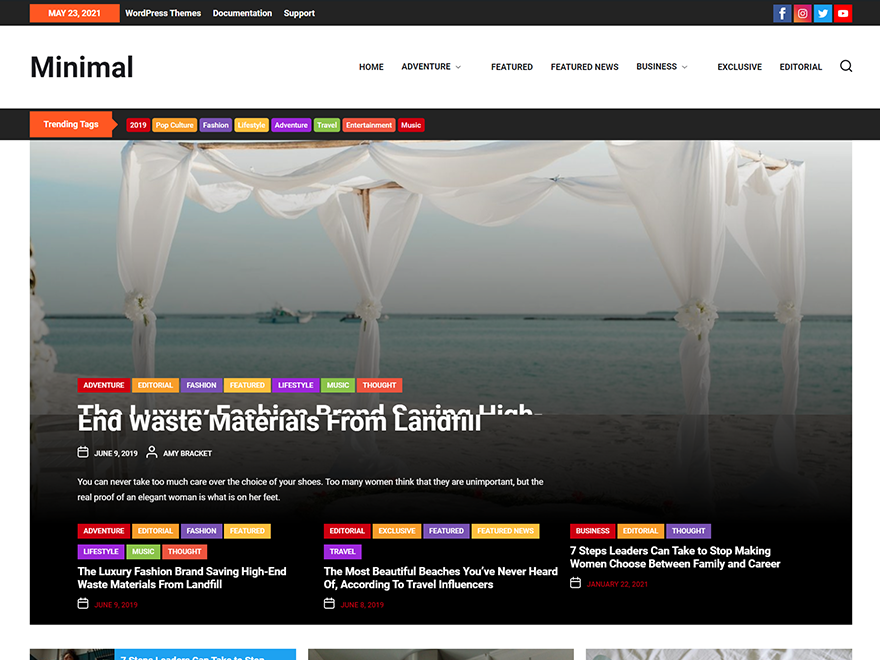 MAY 23, 2021 WordPress Themes Documentation Support
Minimal
HOME ADVENTURE FEATURED FEATURED NEWS BUSINESS EXCLUSIVE EDITORIAL
Trending Tags 2019 Pop Culture Fashion Lifestyle Adventure Travel Entertainment Music
ADVENTURE EDITORIAL FASHION FEATURED LIFESTYLE MUSIC THOUGHT
The Luxury Fashion Brand Saving High-
End Waste Materials From Landfill
JUNE 9, 2019 AMY BRACKET
You can never take too much care over the choice of your shoes. Too many women think that they are unimportant, but the
real proof of an elegant woman is what is on her feet.
ADVENTURE EDITORIAL FASHION FEATURED
LIFESTYLE MUSIC THOUGHT
The Luxury Fashion Brand Saving High-End
Waste Materials From Landfill
JUNE 9, 2019
EDITORIAL EXCLUSIVE FEATURED FEATURED NEWS
TRAVEL
The Most Beautiful Beaches You've Never Heard
Of, According To Travel Influencers
JUNE 8, 2019
BUSINESS EDITORIAL THOUGHT
7 Steps Leaders Can Take to Stop Making
Women Choose Between Family and Career
JANUARY 22, 2021
7 Steps Leaders Can Take to Stop